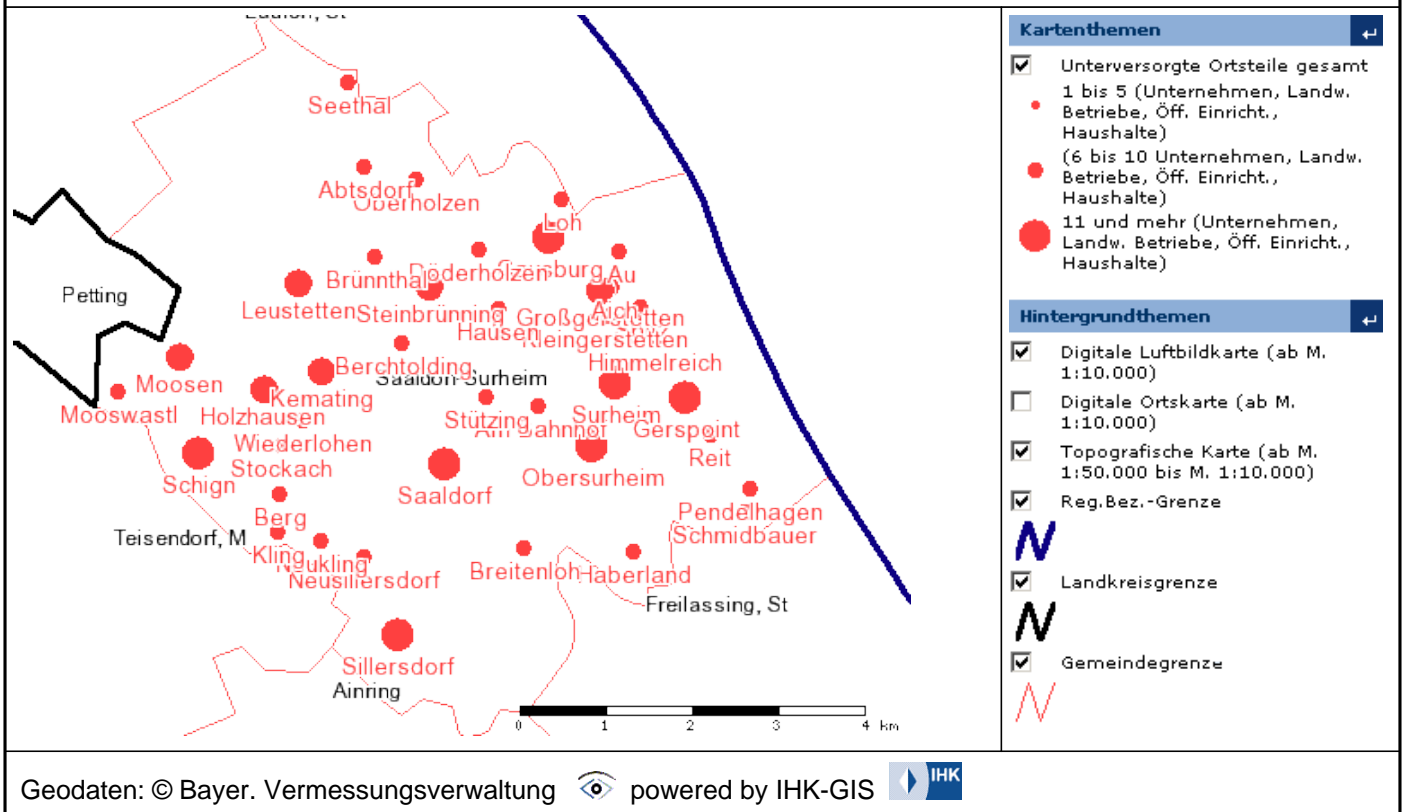 Seethal
Abtsdorf
Oberholzen
Loh
Brünnthal
Döderholzen
Au
Petting
Leustetten
Steinbrünning
Hausen
Großgerstetten
Aich
Kleingerstetten
Himmelreich
Berchtolding
Moosen
Saaldorf-Surheim
Mooswastl
Holzhausen
Kemating
Stützing
Am Bahnhof
Surheim
Gerspoint
Wiederlohen
Reit
Stockach
Schign
Saaldorf
Obersurheim
Berg
Pendelhagen
Schmidbauer
Teisendorf, M
Kling
Neukling
Neusillersdorf
Breitenloh
Haberland
Freilassing, St
Sillersdorf
Ainring
0 1 2 3 4 km
Kartenthemen
Unterversorgte Ortsteile gesamt
1 bis 5 (Unternehmen, Landw.
Betriebe, Öff. Einricht.,
Haushalte)
(6 bis 10 Unternehmen, Landw.
Betriebe, Öff. Einricht.,
Haushalte)
11 und mehr (Unternehmen,
Landw. Betriebe, Öff. Einricht.,
Haushalte)
Hintergrundthemen
Digitale Luftbildkarte (ab M.
1:10.000)
Digitale Ortskarte (ab M.
1:10.000)
Topografische Karte (ab M.
1:50.000 bis M. 1:10.000)
Reg.Bez.-Grenze
Landkreisgrenze
Gemeindegrenze
Geodaten: © Bayer. Vermessungsverwaltung powered by IHK-GIS IHK